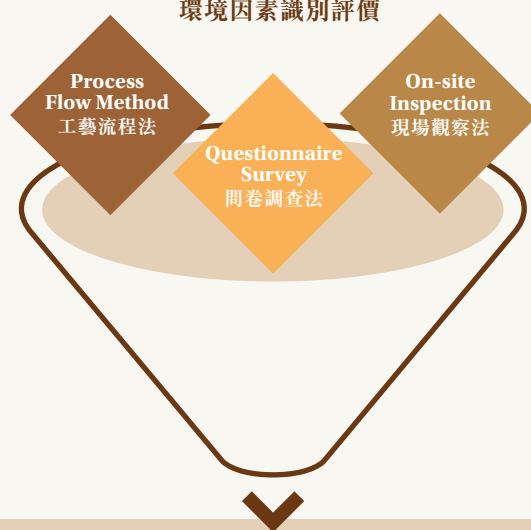 環境因素識別評價
Process
Flow Method
工藝流程法
Questionnaire
Survey
問卷調查法
On-site
Inspection
現場觀察法